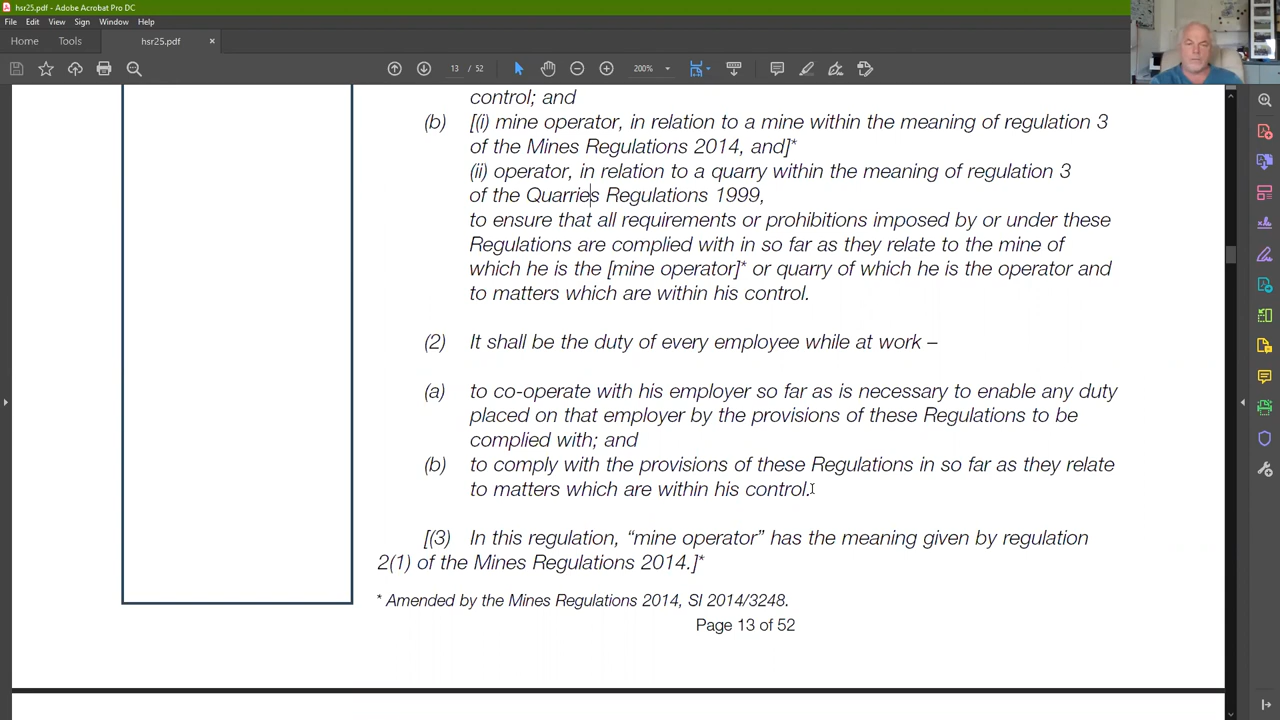 hsr25.pdf - Adobe Acrobat Pro DC
File Edit View Sign Window Help
Home Tools hsr25.pdf ×
13 / 52 200%
control; and
(b) [(i) mine operator, in relation to a mine within the meaning of regulation 3
of the Mines Regulations 2014, and]*
(ii) operator, in relation to a quarry within the meaning of regulation 3
of the Quarries Regulations 1999,
to ensure that all requirements or prohibitions imposed by or under these
Regulations are complied with in so far as they relate to the mine of
which he is the [mine operator]* or quarry of which he is the operator and
to matters which are within his control.
(2) It shall be the duty of every employee while at work –
(a) to co-operate with his employer so far as is necessary to enable any duty
placed on that employer by the provisions of these Regulations to be
complied with; and
(b) to comply with the provisions of these Regulations in so far as they relate
to matters which are within his control.
[(3) In this regulation, “mine operator” has the meaning given by regulation
2(1) of the Mines Regulations 2014.]*
* Amended by the Mines Regulations 2014, SI 2014/3248.
Page 13 of 52